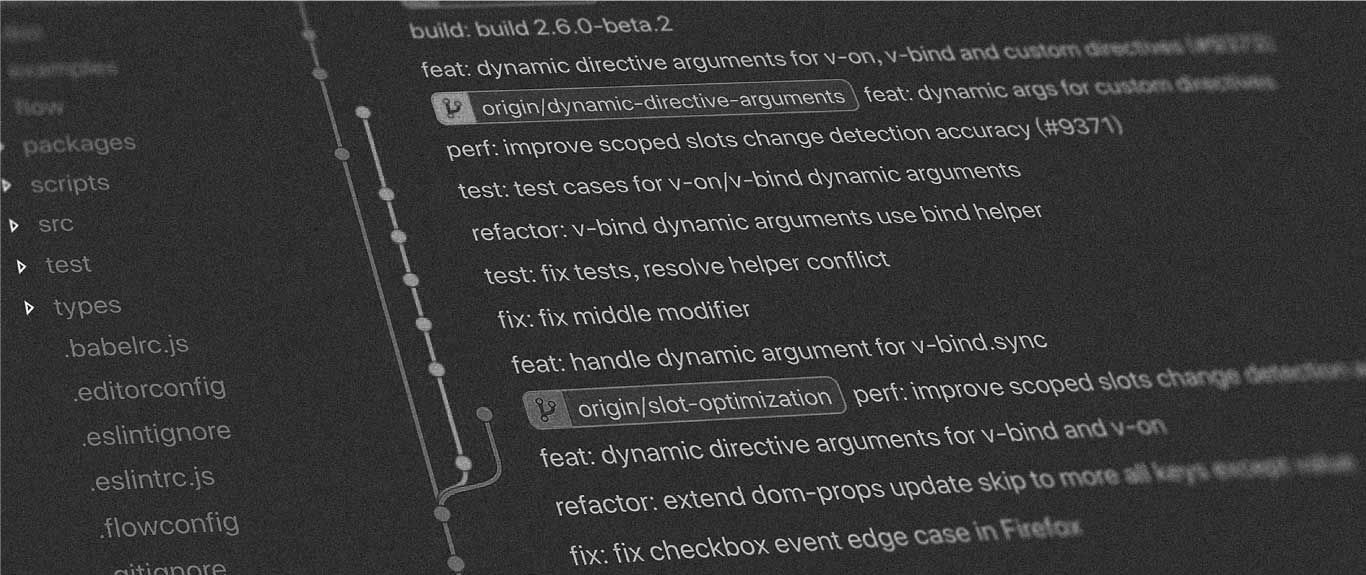 examples
flow
packages
scripts
src
test
types
.babelrc.js
.editorconfig
.eslintignore
.eslintrc.js
.flowconfig
.gitignore
build: build 2.6.0-beta.2
feat: dynamic directive arguments for v-on, v-bind and custom directives (#9373)
origin/dynamic-directive-arguments feat: dynamic args for custom directives
perf: improve scoped slots change detection accuracy (#9371)
test: test cases for v-on/v-bind dynamic arguments
refactor: v-bind dynamic arguments use bind helper
test: fix tests, resolve helper conflict
fix: fix middle modifier
feat: handle dynamic argument for v-bind.sync
origin/slot-optimization perf: improve scoped slots change detection
feat: dynamic directive arguments for v-bind and v-on
refactor: extend dom-props update skip to more all keys except value
fix: fix checkbox event edge case in Firefox